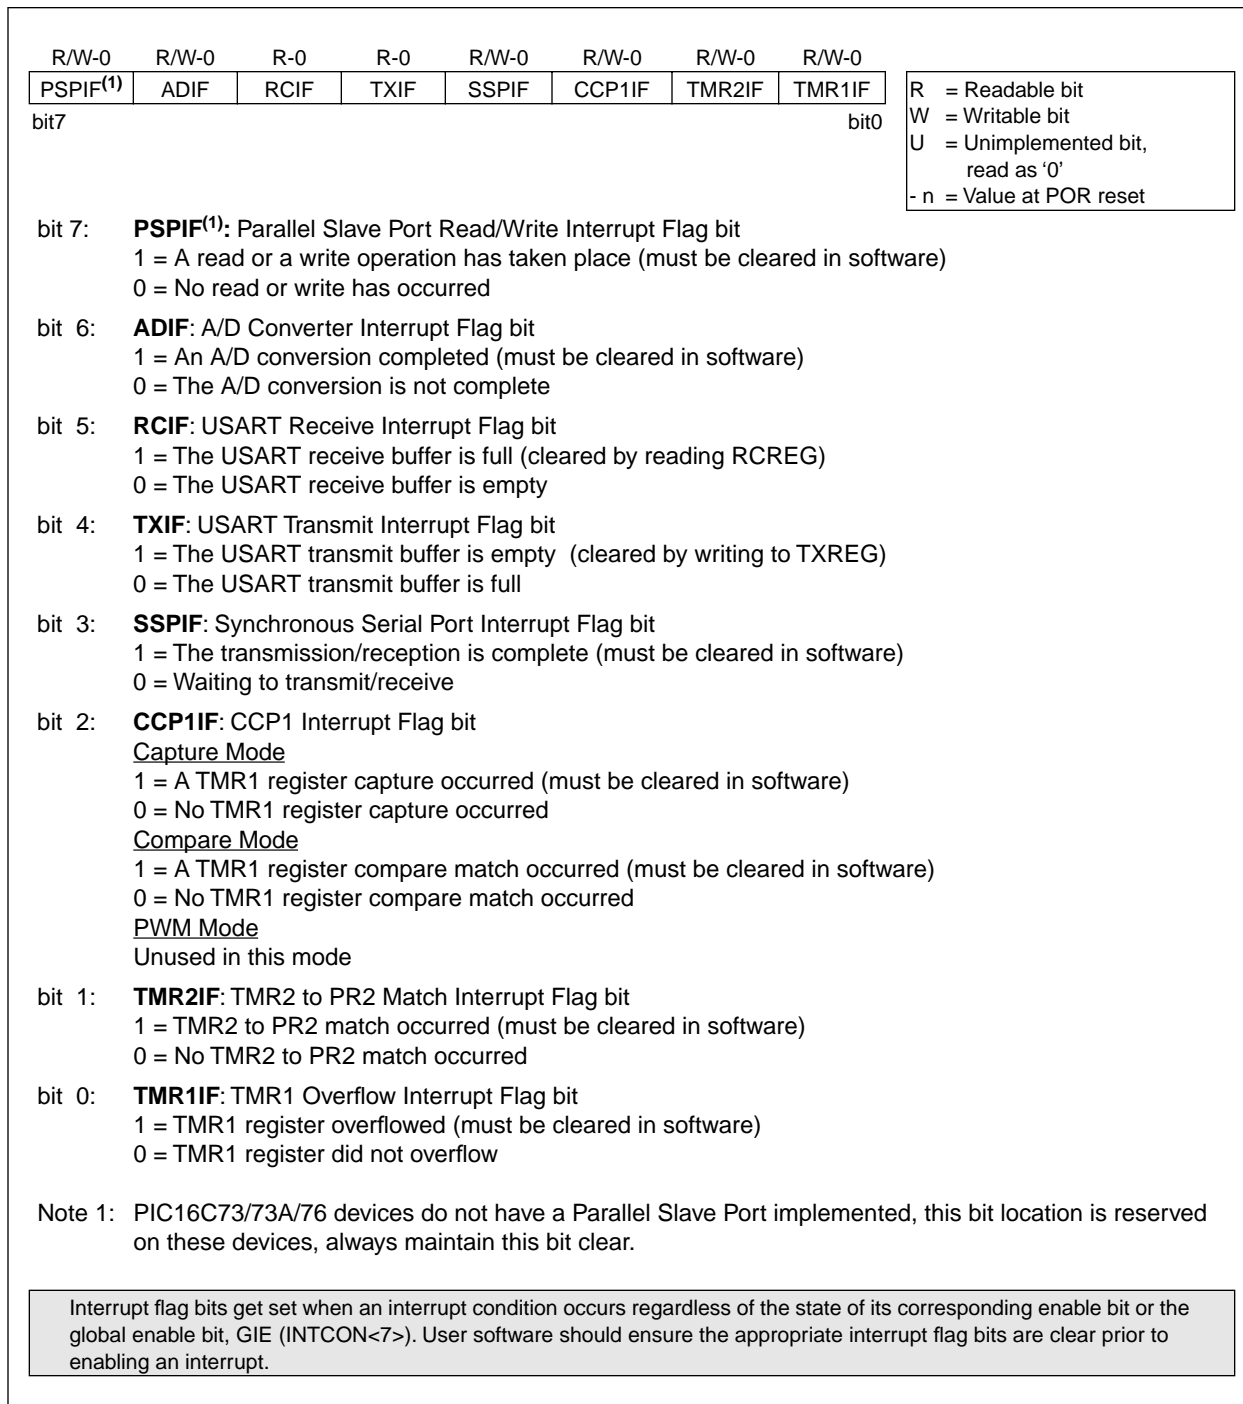 R/W-0 R/W-0 R-0 R-0 R/W-0 R/W-0 R/W-0 R/W-0
PSPIF(1) ADIF RCIF TXIF SSPIF CCP1IF TMR2IF TMR1IF
bit7 bit0
R = Readable bit
W = Writable bit
U = Unimplemented bit,
read as ‘0’
- n = Value at POR reset
bit 7: PSPIF(1): Parallel Slave Port Read/Write Interrupt Flag bit
1 = A read or a write operation has taken place (must be cleared in software)
0 = No read or write has occurred
bit 6: ADIF: A/D Converter Interrupt Flag bit
1 = An A/D conversion completed (must be cleared in software)
0 = The A/D conversion is not complete
bit 5: RCIF: USART Receive Interrupt Flag bit
1 = The USART receive buffer is full (cleared by reading RCREG)
0 = The USART receive buffer is empty
bit 4: TXIF: USART Transmit Interrupt Flag bit
1 = The USART transmit buffer is empty (cleared by writing to TXREG)
0 = The USART transmit buffer is full
bit 3: SSPIF: Synchronous Serial Port Interrupt Flag bit
1 = The transmission/reception is complete (must be cleared in software)
0 = Waiting to transmit/receive
bit 2: CCP1IF: CCP1 Interrupt Flag bit
Capture Mode
1 = A TMR1 register capture occurred (must be cleared in software)
0 = No TMR1 register capture occurred
Compare Mode
1 = A TMR1 register compare match occurred (must be cleared in software)
0 = No TMR1 register compare match occurred
PWM Mode
Unused in this mode
bit 1: TMR2IF: TMR2 to PR2 Match Interrupt Flag bit
1 = TMR2 to PR2 match occurred (must be cleared in software)
0 = No TMR2 to PR2 match occurred
bit 0: TMR1IF: TMR1 Overflow Interrupt Flag bit
1 = TMR1 register overflowed (must be cleared in software)
0 = TMR1 register did not overflow
Note 1: PIC16C73/73A/76 devices do not have a Parallel Slave Port implemented, this bit location is reserved
on these devices, always maintain this bit clear.
Interrupt flag bits get set when an interrupt condition occurs regardless of the state of its corresponding enable bit or the
global enable bit, GIE (INTCON<7>). User software should ensure the appropriate interrupt flag bits are clear prior to
enabling an interrupt.